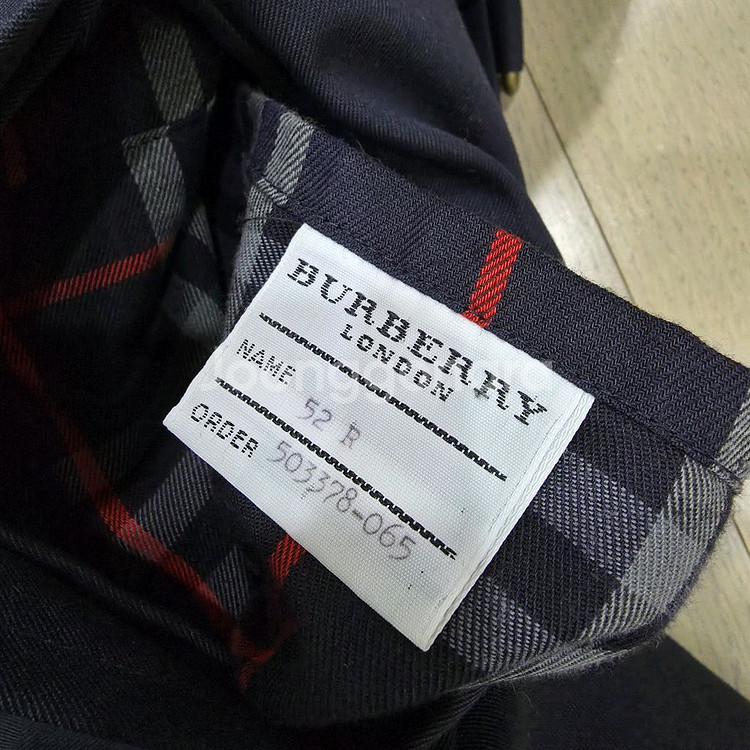 BURBERRY
LONDON
NAME 52 R
ORDER 503378-065